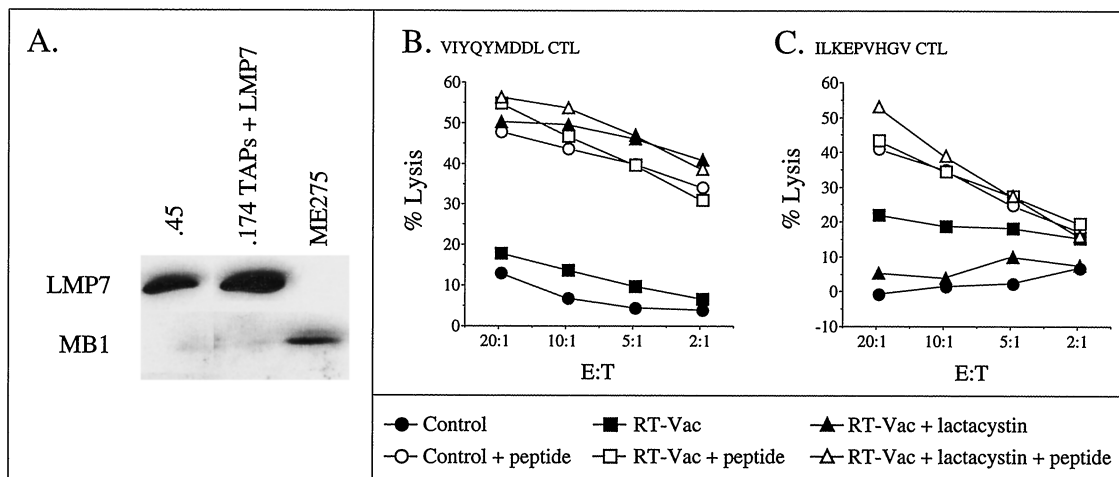 A.
.45
.174 TAPs + LMP7
ME275
LMP7
MB1
B. VIYQYMDDL CTL
% Lysis
60
50
40
30
20
10
0
20:1 10:1 5:1 2:1
E:T
C. ILKEPVHGV CTL
% Lysis
60
50
40
30
20
10
0
-10
20:1 10:1 5:1 2:1
E:T
Control RT-Vac RT-Vac + lactacystin
Control + peptide RT-Vac + peptide RT-Vac + lactacystin + peptide